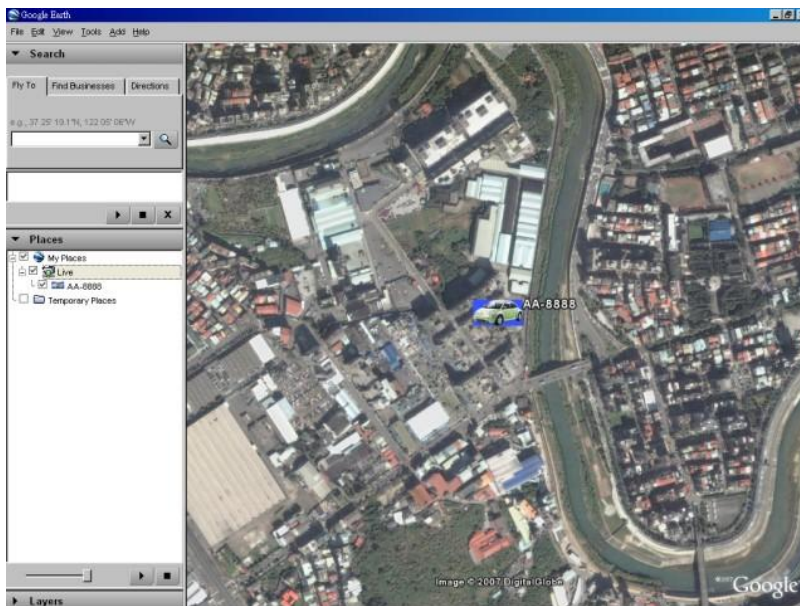 Google Earth
File Edit View Tools Add Help
Search
Fly To Find Businesses Directions
e.g., 37 25' 19.1"N, 122 05' 06"W
Places
My Places
Live
AA-8888
Temporary Places
Layers
AA-8888
Image © 2007 DigitalGlobe
Google